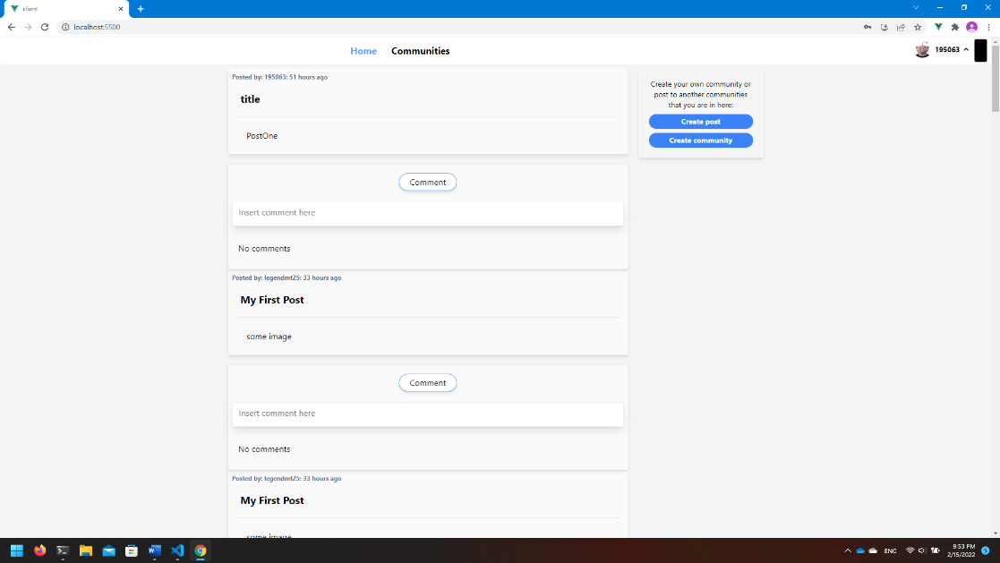 client
localhost:5500
Home Communities
195063
Posted by: 195063: 51 hours ago
title
PostOne
Comment
Insert comment here
No comments
Posted by: legendmt25: 33 hours ago
My First Post
some image
Comment
Insert comment here
No comments
Posted by: legendmt25: 33 hours ago
My First Post
some image
Create your own community or
post to another communities
that you are in here:
Create post
Create community
ENG
9:53 PM
2/15/2022
5